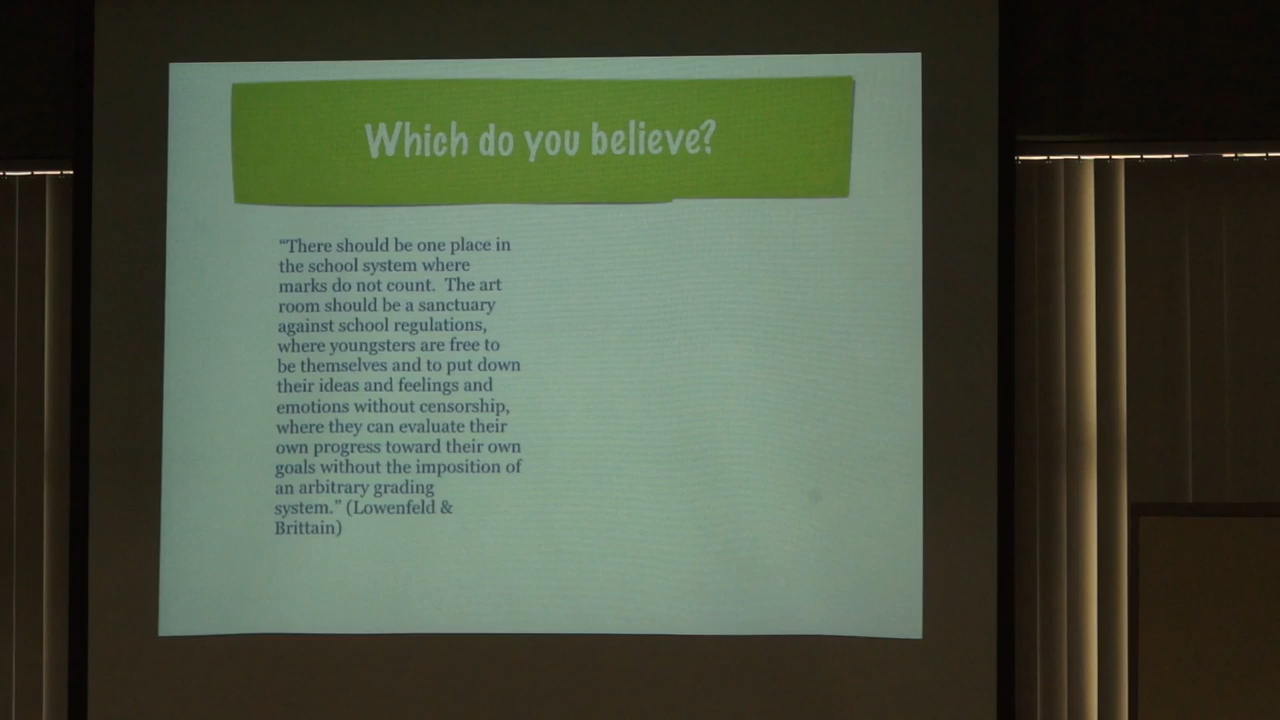 Which do you believe?
“There should be one place in
the school system where
marks do not count.  The art
room should be a sanctuary
against school regulations,
where youngsters are free to
be themselves and to put down
their ideas and feelings and
emotions without censorship,
where they can evaluate their
own progress toward their own
goals without the imposition of
an arbitrary grading
system.” (Lowenfeld &
Brittain)